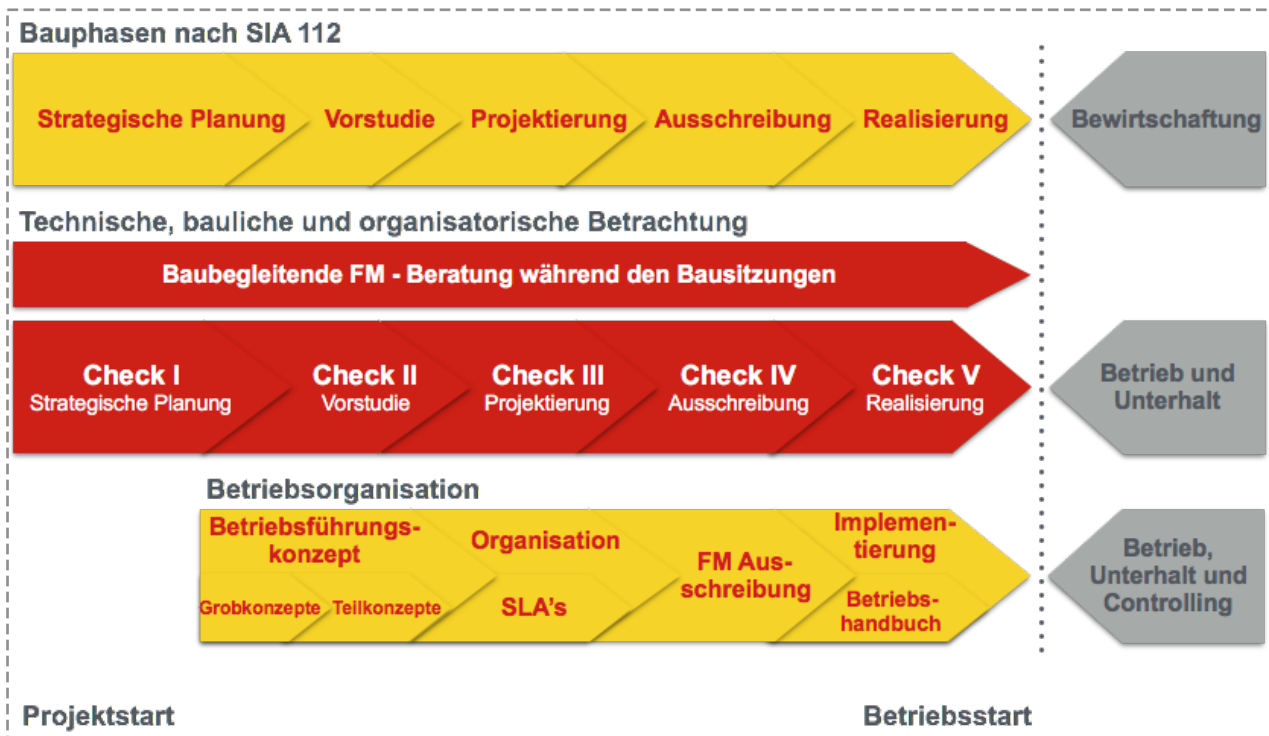 Bauphasen nach SIA 112
Strategische Planung
Vorstudie
Projektierung
Ausschreibung
Realisierung
Bewirtschaftung
Technische, bauliche und organisatorische Betrachtung
Baubegleitende FM - Beratung während den Bausitzungen
Check I
Strategische Planung
Check II
Vorstudie
Check III
Projektierung
Check IV
Ausschreibung
Check V
Realisierung
Betrieb und
Unterhalt
Betriebsorganisation
Betriebsführungs-
konzept
Grobkonzepte
Teilkonzepte
Organisation
SLA's
FM Aus-
schreibung
Implemen-
tierung
Betriebs-
handbuch
Betrieb,
Unterhalt und
Controlling
Projektstart
Betriebsstart